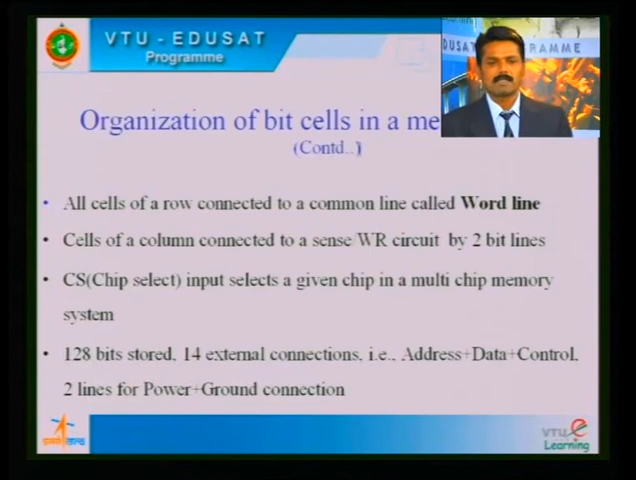 VTU - EDUSAT
Programme
DUSAT RAMME
Organization of bit cells in a me
(Contd..)
• All cells of a row connected to a common line called Word line
• Cells of a column connected to a sense/WR circuit by 2 bit lines
• CS(Chip select) input selects a given chip in a multi chip memory
system
• 128 bits stored, 14 external connections, i.e., Address+Data+Control,
2 lines for Power+Ground connection
VTU e
Learning